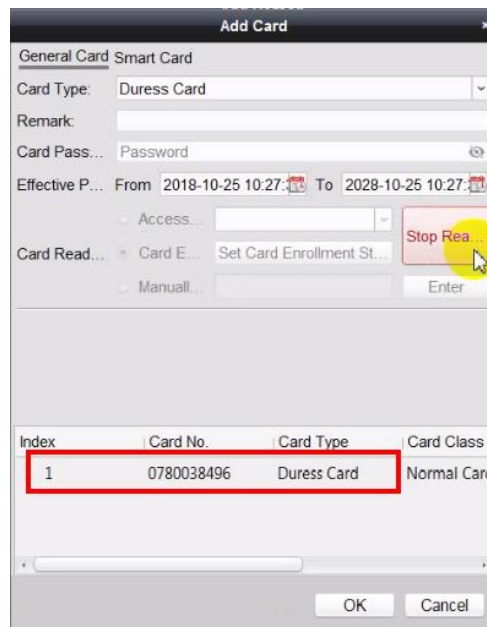 Add Card
General Card Smart Card
Card Type: Duress Card
Remark:
Card Pass... Password
Effective P... From 2018-10-25 10:27: To 2028-10-25 10:27:
Access...
Card Read... Card E... Set Card Enrollment St... Stop Rea...
Manuall... Enter
Index Card No. Card Type Card Class
1 0780038496 Duress Card Normal Car
OK Cancel